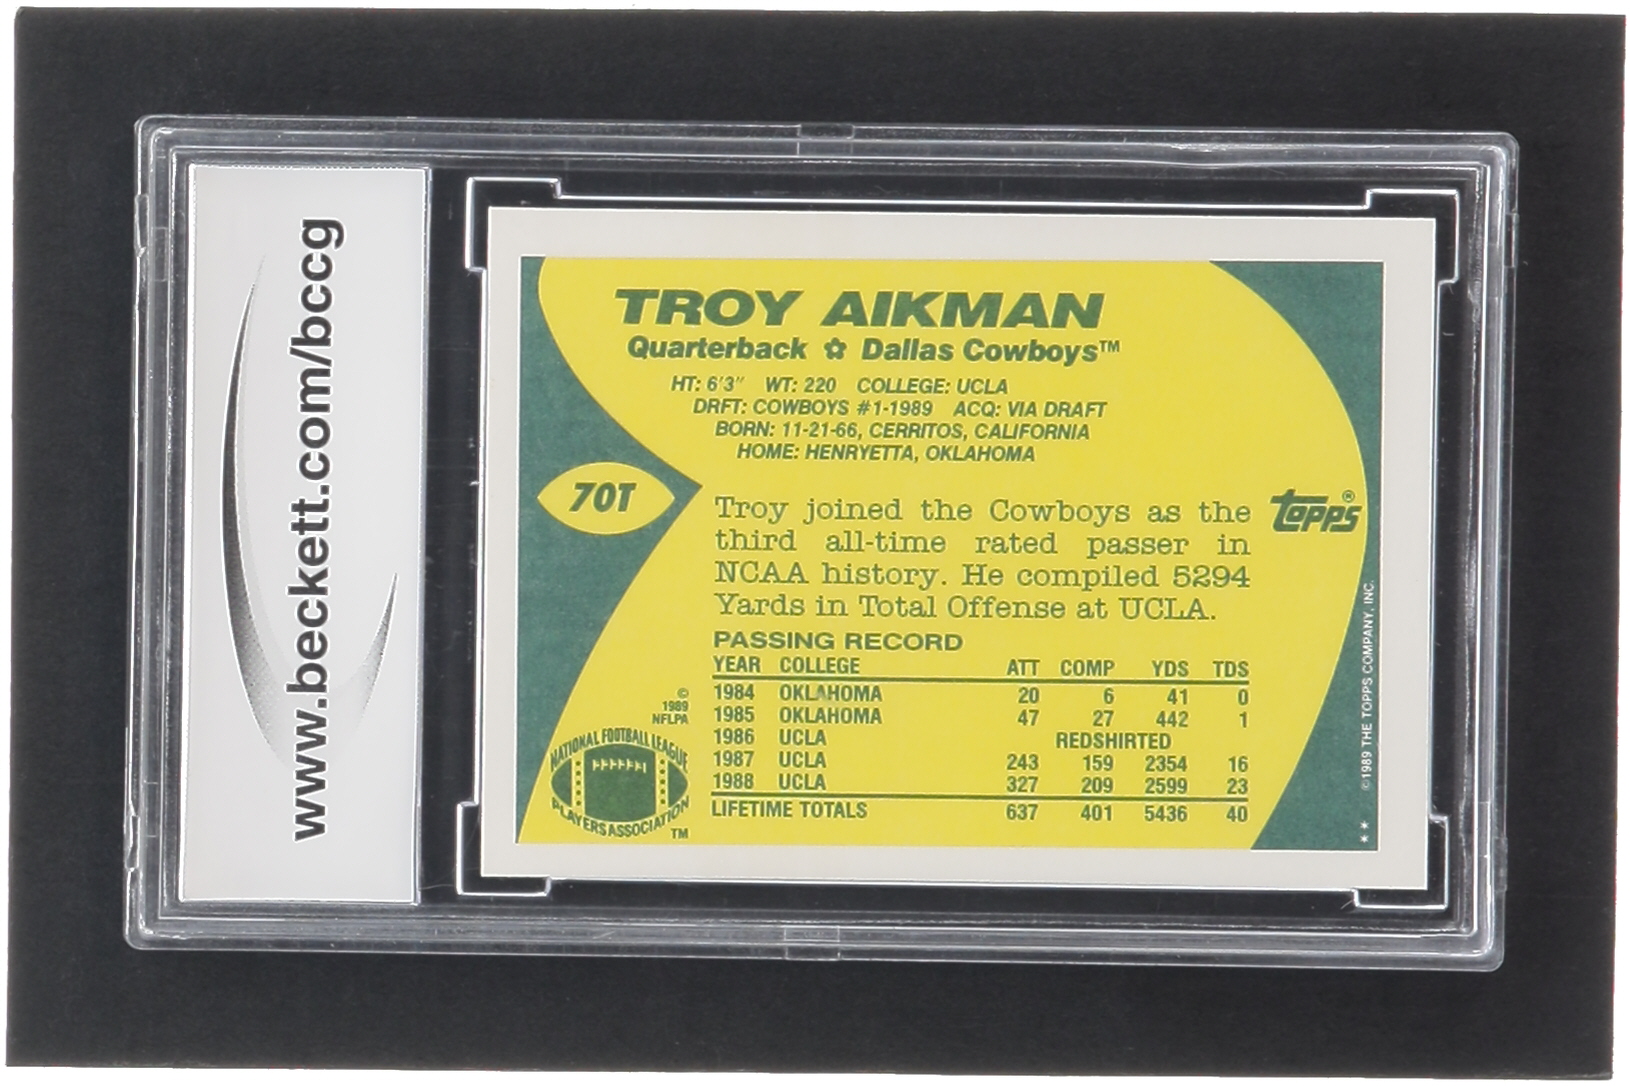 www.beckett.com/bccg
TROY AIKMAN
Quarterback ✩ Dallas Cowboys™
HT: 6'3" WT: 220 COLLEGE: UCLA
DRFT: COWBOYS #1-1989 ACQ: VIA DRAFT
BORN: 11-21-66, CERRITOS, CALIFORNIA
HOME: HENRYETTA, OKLAHOMA
70T
Troy joined the Cowboys as the
third all-time rated passer in
NCAA history. He compiled 5294
Yards in Total Offense at UCLA.
topps®
PASSING RECORD
YEAR COLLEGE ATT COMP YDS TDS
1984 OKLAHOMA 20 6 41 0
1985 OKLAHOMA 47 27 442 1
1986 UCLA REDSHIRTED
1987 UCLA 243 159 2354 16
1988 UCLA 327 209 2599 23
LIFETIME TOTALS 637 401 5436 40
©
1989
NFLPA
NATIONAL FOOTBALL LEAGUE
PLAYERS ASSOCIATION
™
©1989 THE TOPPS COMPANY, INC.
**